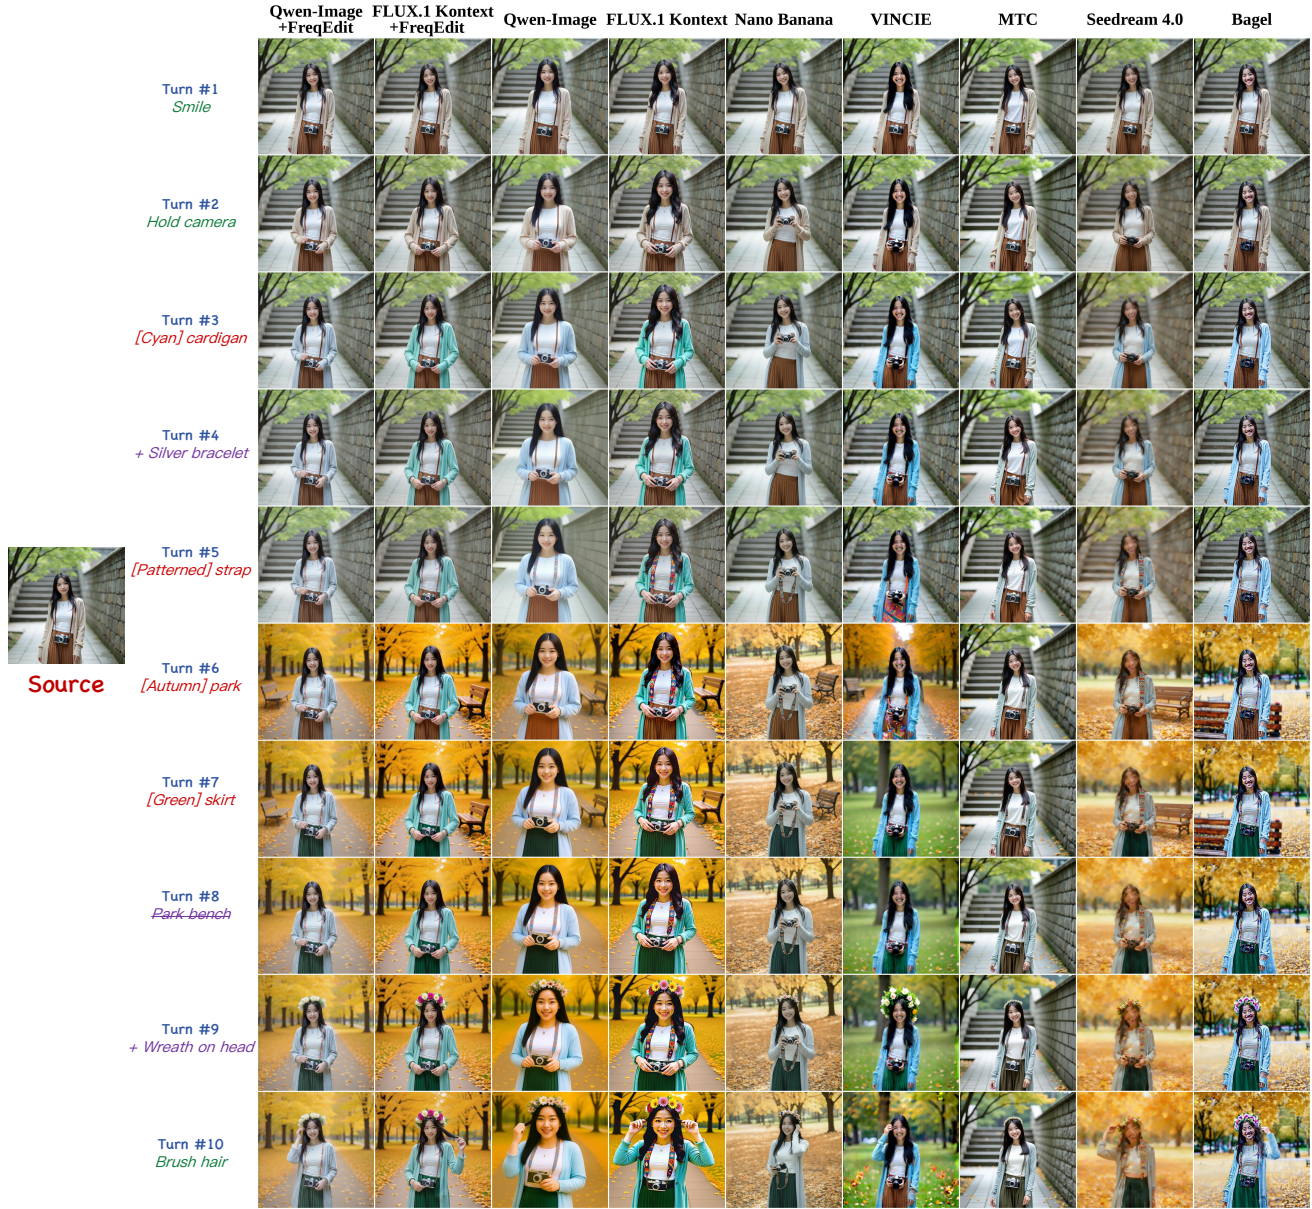 Qwen-Image
+FreqEdit
FLUX.1 Kontext
+FreqEdit
Qwen-Image
FLUX.1 Kontext
Nano Banana
VINCIE
MTC
Seedream 4.0
Bagel
Turn #1
Smile
Turn #2
Hold camera
Turn #3
[Cyan] cardigan
Turn #4
+ Silver bracelet
Turn #5
[Patterned] strap
Source
Turn #6
[Autumn] park
Turn #7
[Green] skirt
Turn #8
Park bench
Turn #9
+ Wreath on head
Turn #10
Brush hair